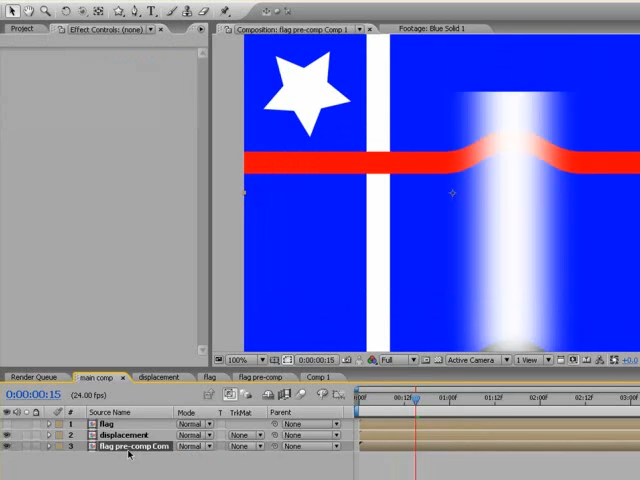 Project
Effect Controls: (none)
Composition: flag pre-comp Comp 1
Footage: Blue Solid 1
100%
0:00:00:15
Full
Active Camera
1 View
+0.0
Render Queue
main comp
displacement
flag
flag pre-comp
Comp 1
0:00:00:15
(24.00 fps)
:00f
00:12f
01:00f
01:12f
02:00f
02:12f
03:00f
#
Source Name
Mode
T
TrkMat
Parent
1
flag
Normal
None
2
displacement
Normal
None
None
3
flag pre-comp Com
Normal
None
None